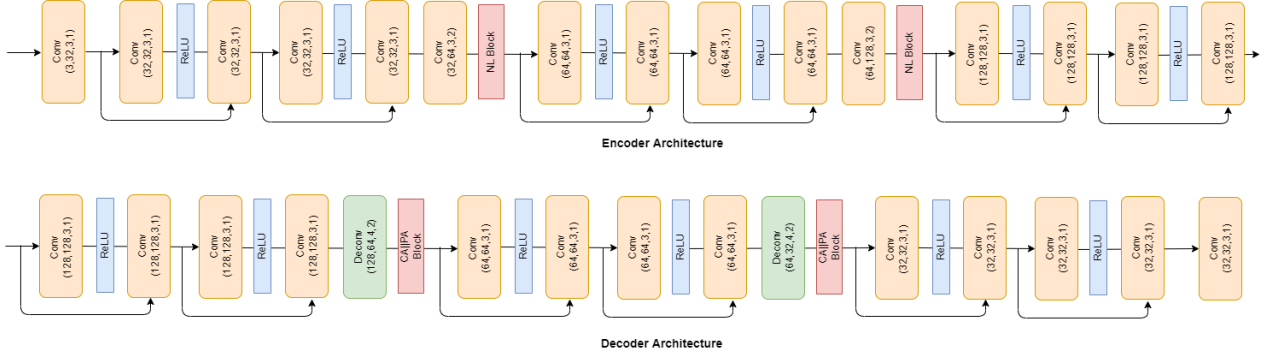 Conv
(3,32,3,1)
Conv
(32,32,3,1)
ReLU
Conv
(32,32,3,1)
Conv
(32,32,3,1)
ReLU
Conv
(32,32,3,1)
Conv
(32,64,3,2)
NL Block
Conv
(64,64,3,1)
ReLU
Conv
(64,64,3,1)
Conv
(64,64,3,1)
ReLU
Conv
(64,64,3,1)
Conv
(64,128,3,2)
NL Block
Conv
(128,128,3,1)
ReLU
Conv
(128,128,3,1)
Conv
(128,128,3,1)
ReLU
Conv
(128,128,3,1)
Encoder Architecture
Conv
(128,128,3,1)
ReLU
Conv
(128,128,3,1)
Conv
(128,128,3,1)
ReLU
Conv
(128,128,3,1)
Deconv
(128,64,4,2)
CA||PA
Block
Conv
(64,64,3,1)
ReLU
Conv
(64,64,3,1)
Conv
(64,64,3,1)
ReLU
Conv
(64,64,3,1)
Deconv
(64,32,4,2)
CA||PA
Block
Conv
(32,32,3,1)
ReLU
Conv
(32,32,3,1)
Conv
(32,32,3,1)
ReLU
Conv
(32,32,3,1)
Conv
(32,32,3,1)
Decoder Architecture